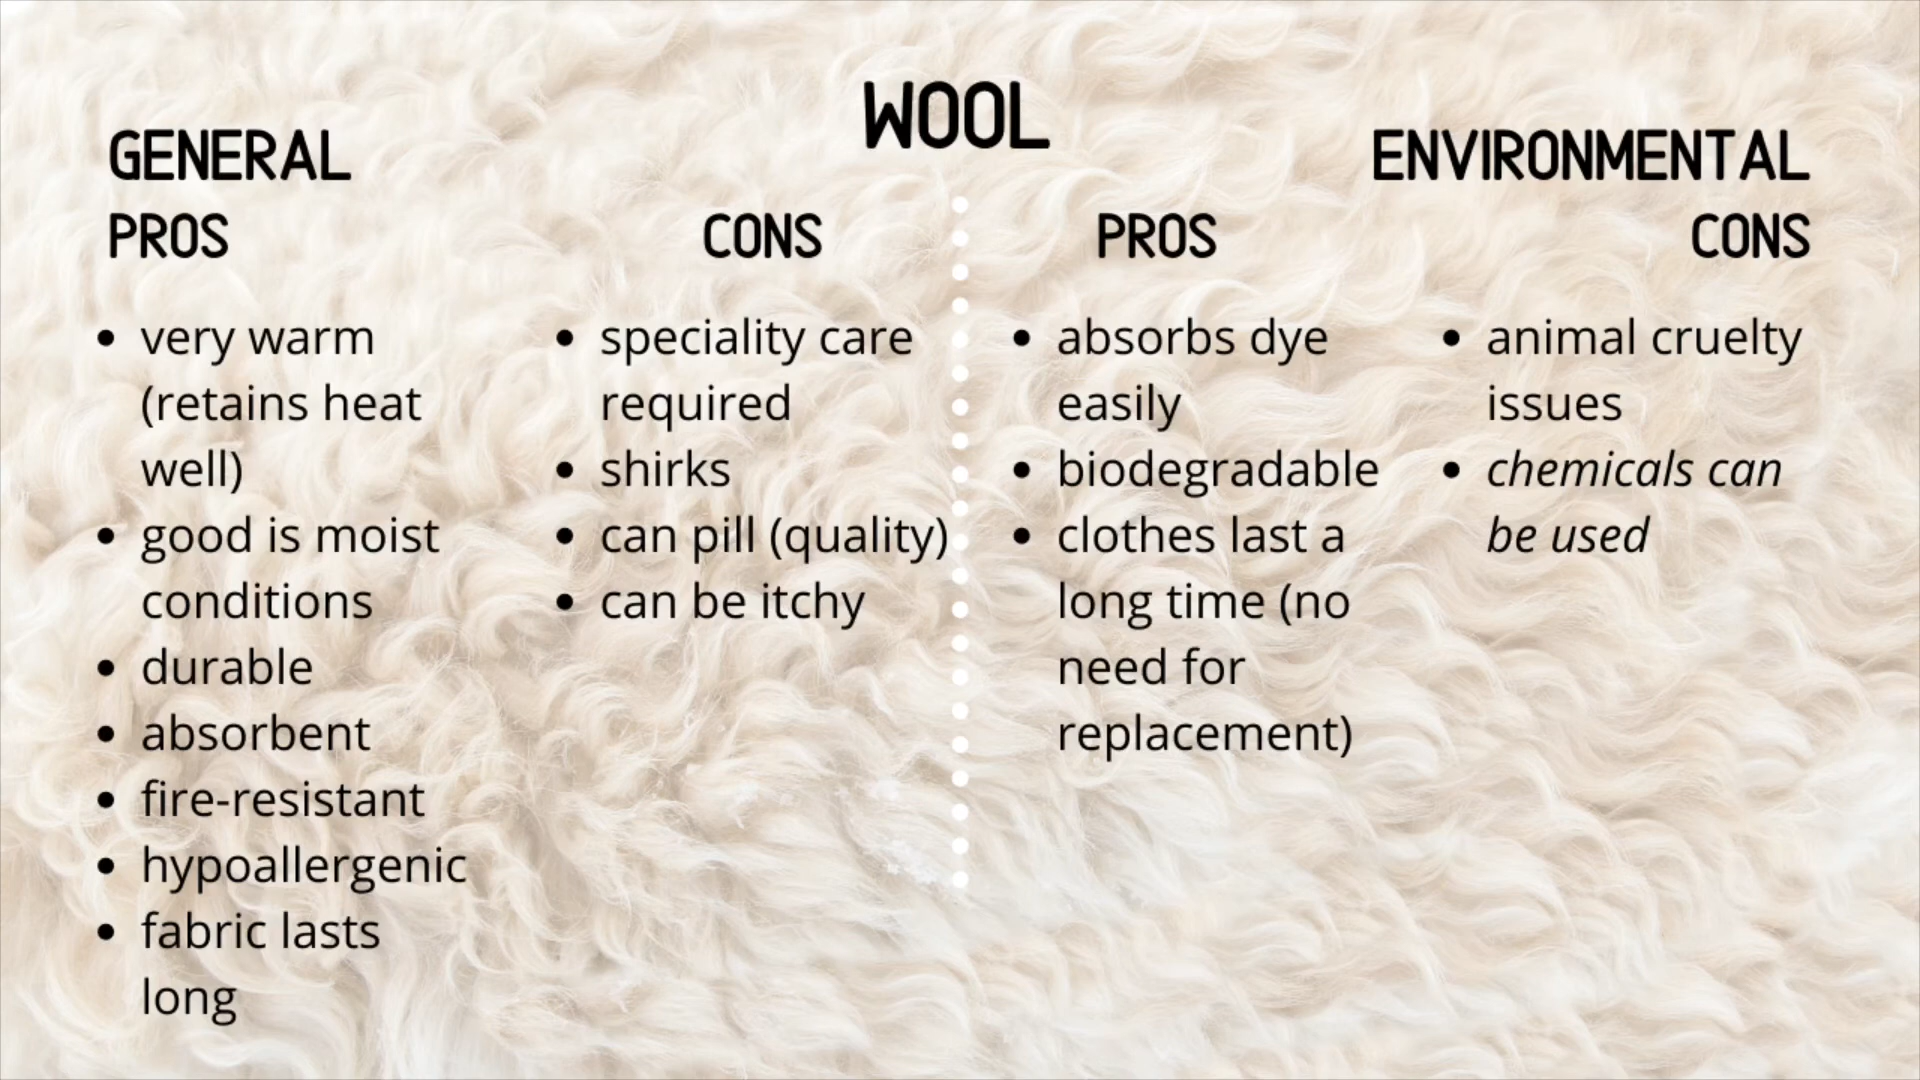 WOOL
GENERAL
PROS
very warm
(retains heat
well)
good is moist
conditions
durable
absorbent
fire-resistant
hypoallergenic
fabric lasts
long
CONS
speciality care
required
shirks
can pill (quality)
can be itchy
ENVIRONMENTAL
PROS
absorbs dye
easily
biodegradable
clothes last a
long time (no
need for
replacement)
CONS
animal cruelty
issues
chemicals can
be used